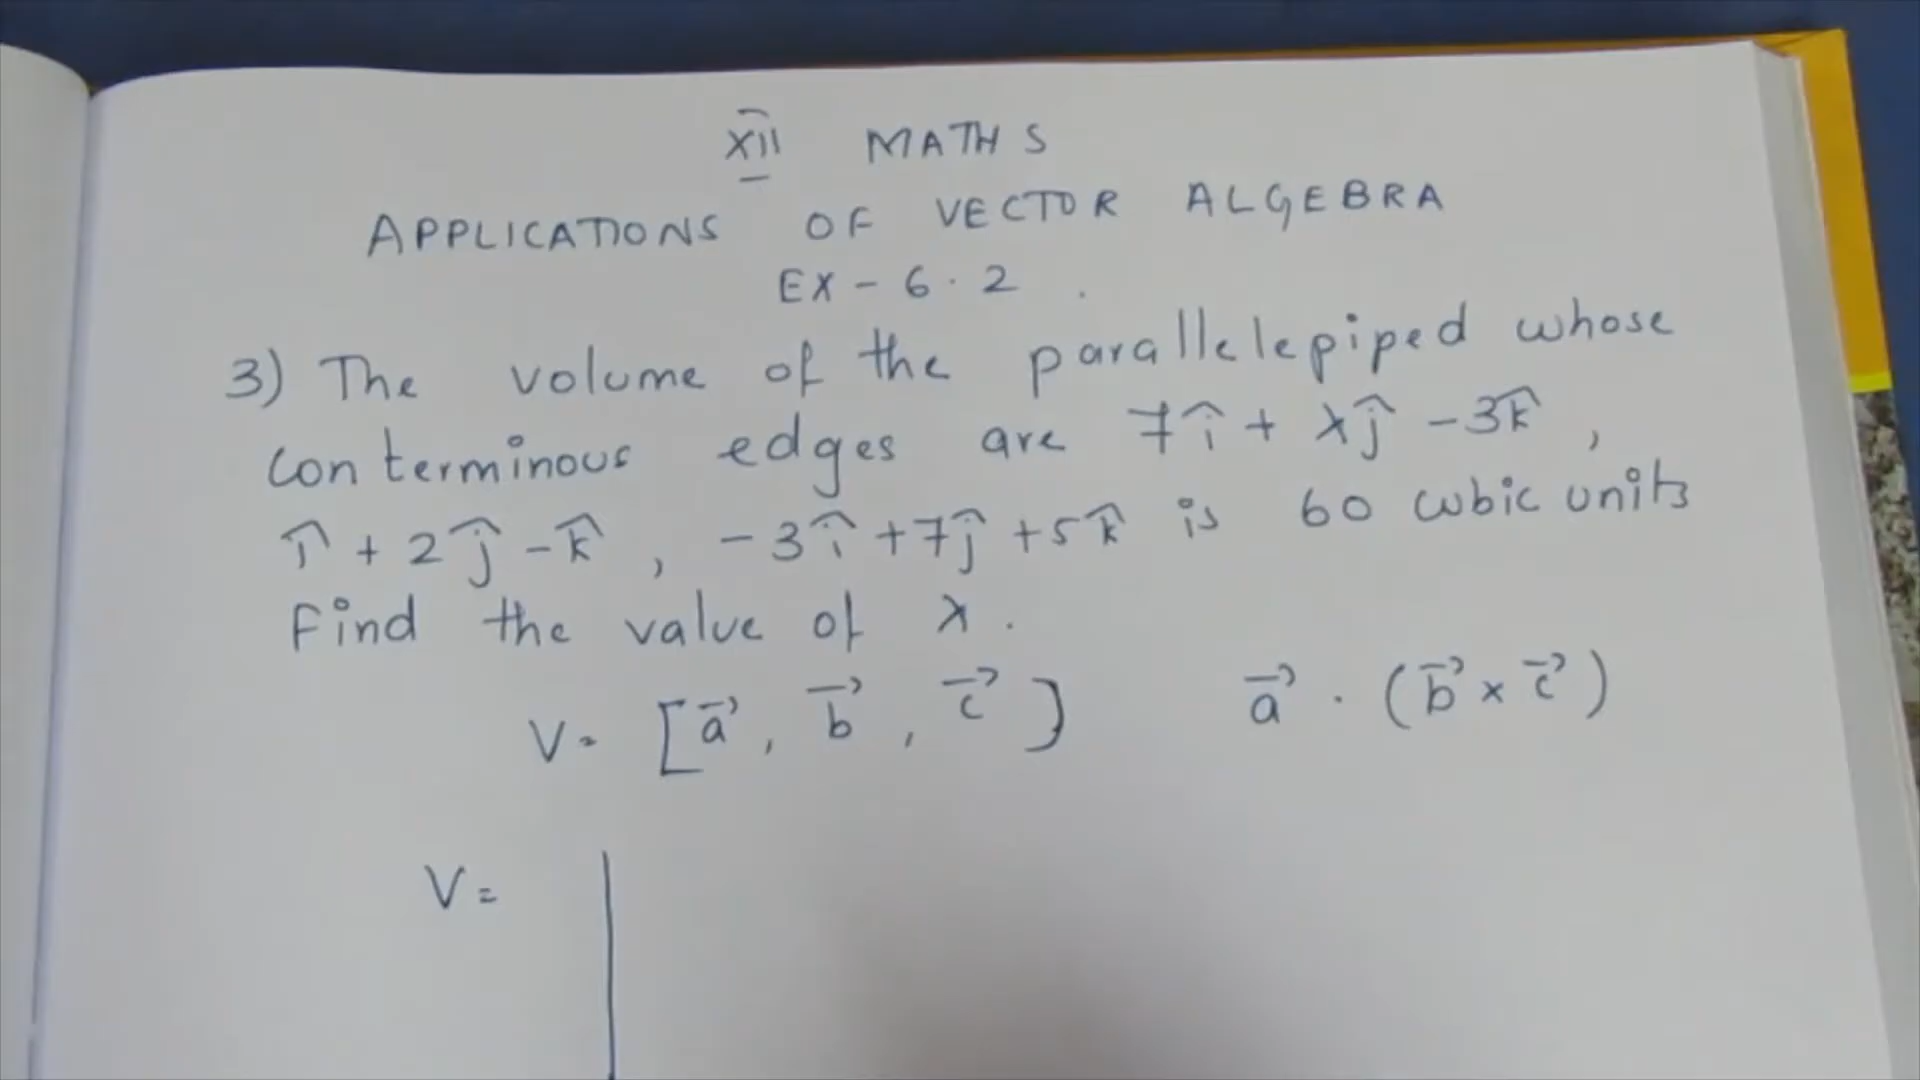 XII MATHS
APPLICATIONS OF VECTOR ALGEBRA
EX - 6.2 .
3) The volume of the parallelepiped whose
conterminous edges are 7î + λĵ - 3k̂ ,
î + 2ĵ - k̂ , -3î + 7ĵ + 5k̂ is 60 cubic units
Find the value of λ .
V = [a⃗, b⃗, c⃗] a⃗ · (b⃗ × c⃗)
V = |